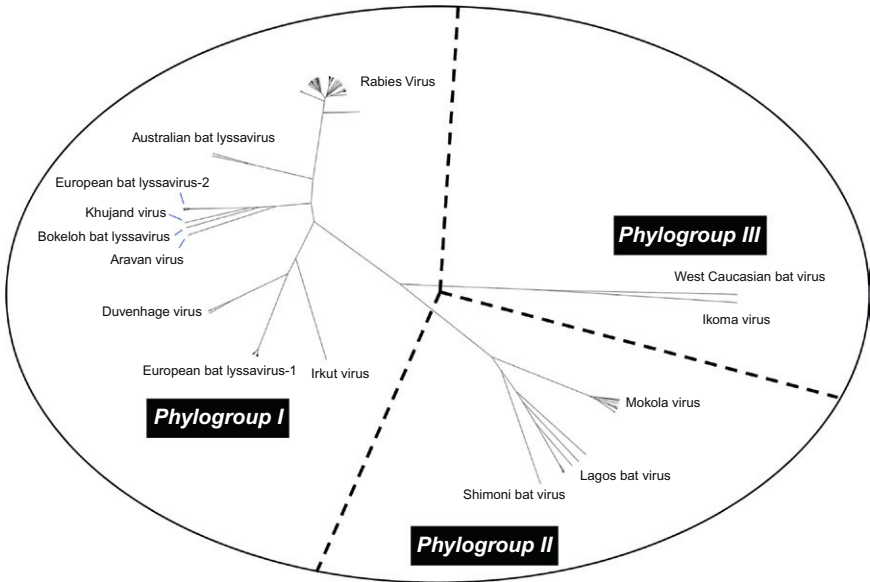 Rabies Virus
Australian bat lyssavirus
European bat lyssavirus-2
Khujand virus
Bokeloh bat lyssavirus
Aravan virus
Phylogroup III
West Caucasian bat virus
Ikoma virus
Duvenhage virus
European bat lyssavirus-1
Irkut virus
Phylogroup I
Mokola virus
Lagos bat virus
Shimoni bat virus
Phylogroup II